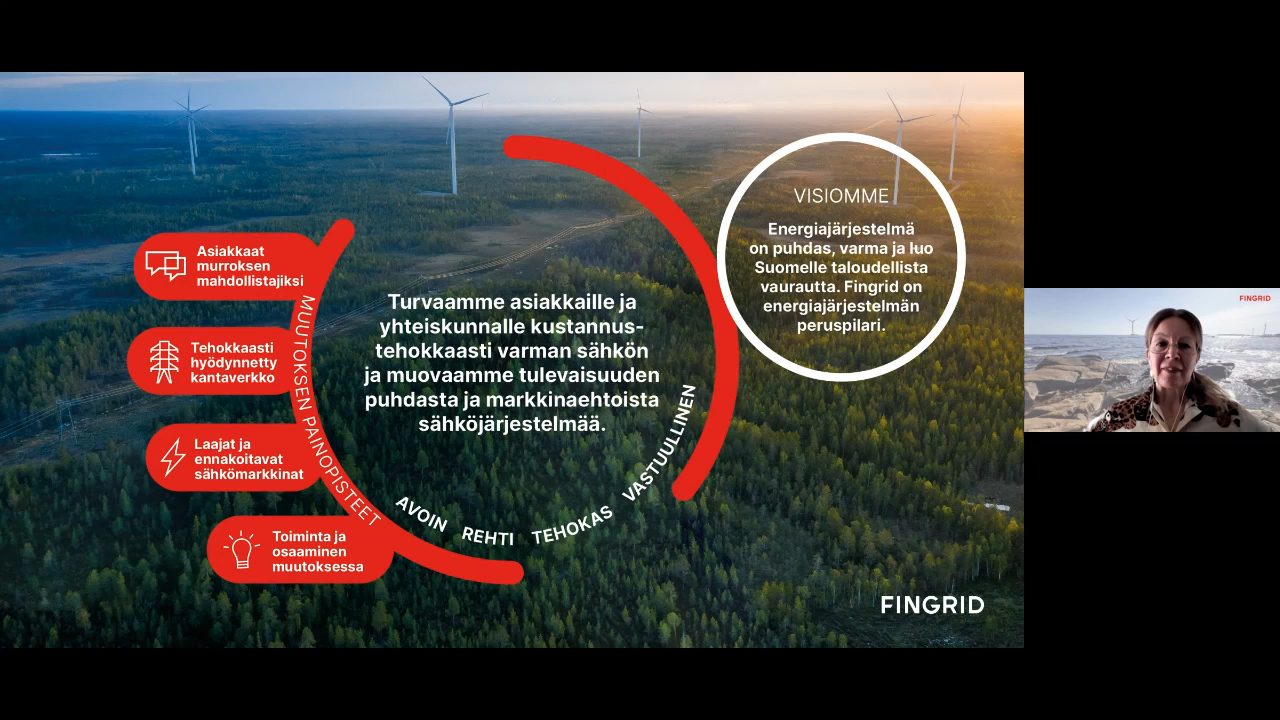 VISIOMME
Energiajärjestelmä
on puhdas, varma ja luo
Suomelle taloudellista
vaurautta. Fingrid on
energiajärjestelmän
peruspilari.
Asiakkaat
murroksen
mahdollistajiksi
Tehokkaasti
hyödynnetty
kantaverkko
Laajat ja
ennakoitavat
sähkömarkkinat
Toiminta ja
osaaminen
muutoksessa
MUUTOKSEN PAINOPISTEET
Turvaamme asiakkaille ja
yhteiskunnalle kustannus-
tehokkaasti varman sähkön
ja muovaamme tulevaisuuden
puhdasta ja markkinaehtoista
sähköjärjestelmää.
AVOIN REHTI TEHOKAS VASTUULLINEN
FINGRID
FINGRID